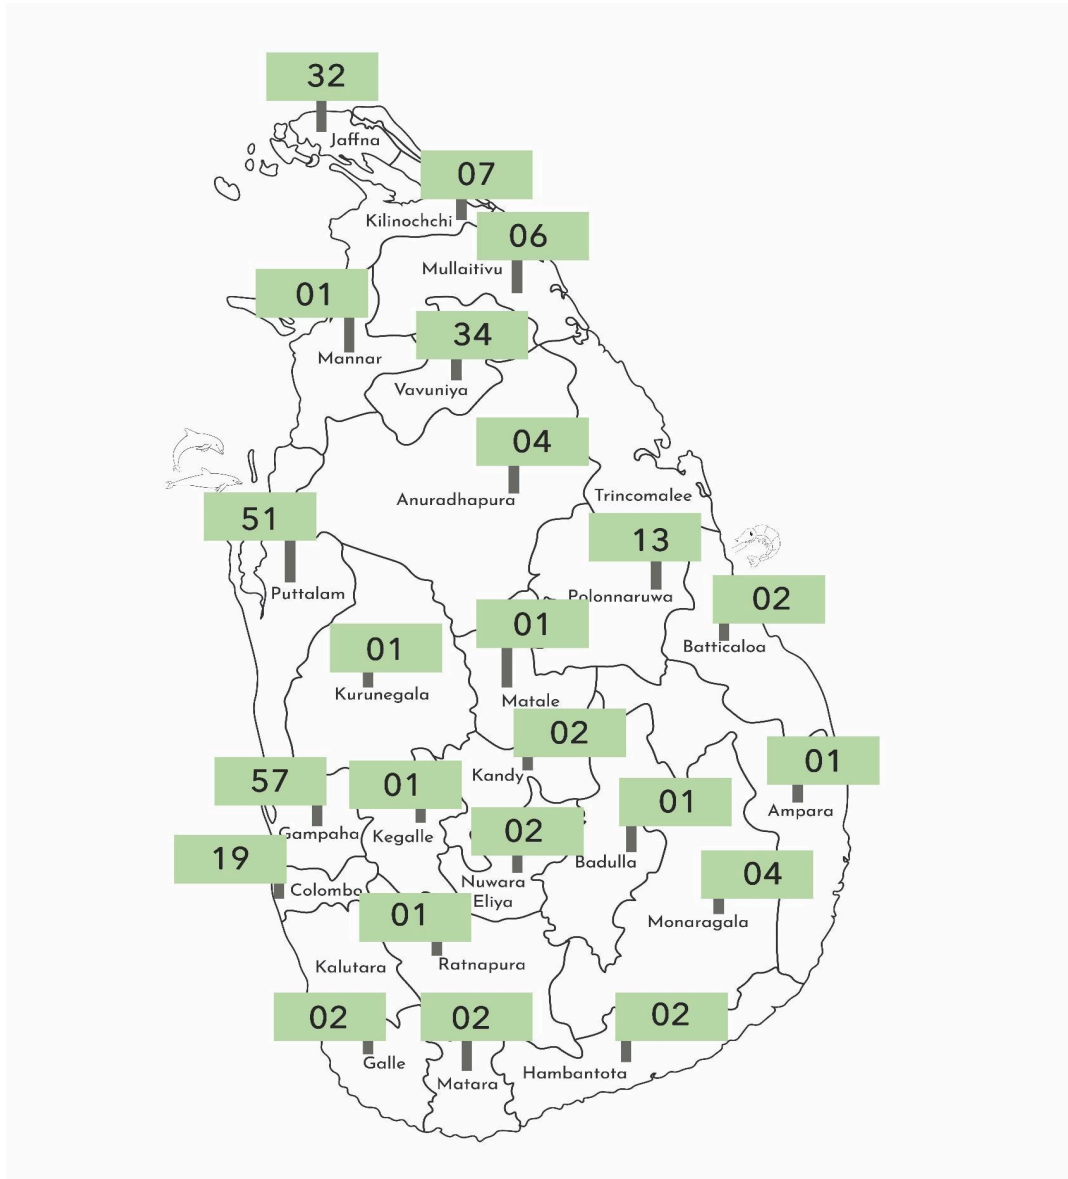 32
Jaffna
07
Kilinochchi
06
Mullaitivu
01
Mannar
34
Vavuniya
04
Anuradhapura
Trincomalee
51
Puttalam
13
Polonnaruwa
02
Batticaloa
01
Matale
01
Kurunegala
02
Kandy
01
Ampara
57
Gampaha
01
Kegalle
01
Badulla
02
Nuwara
Eliya
19
Colombo
04
Monaragala
01
Ratnapura
Kalutara
02
Galle
02
Matara
02
Hambantota